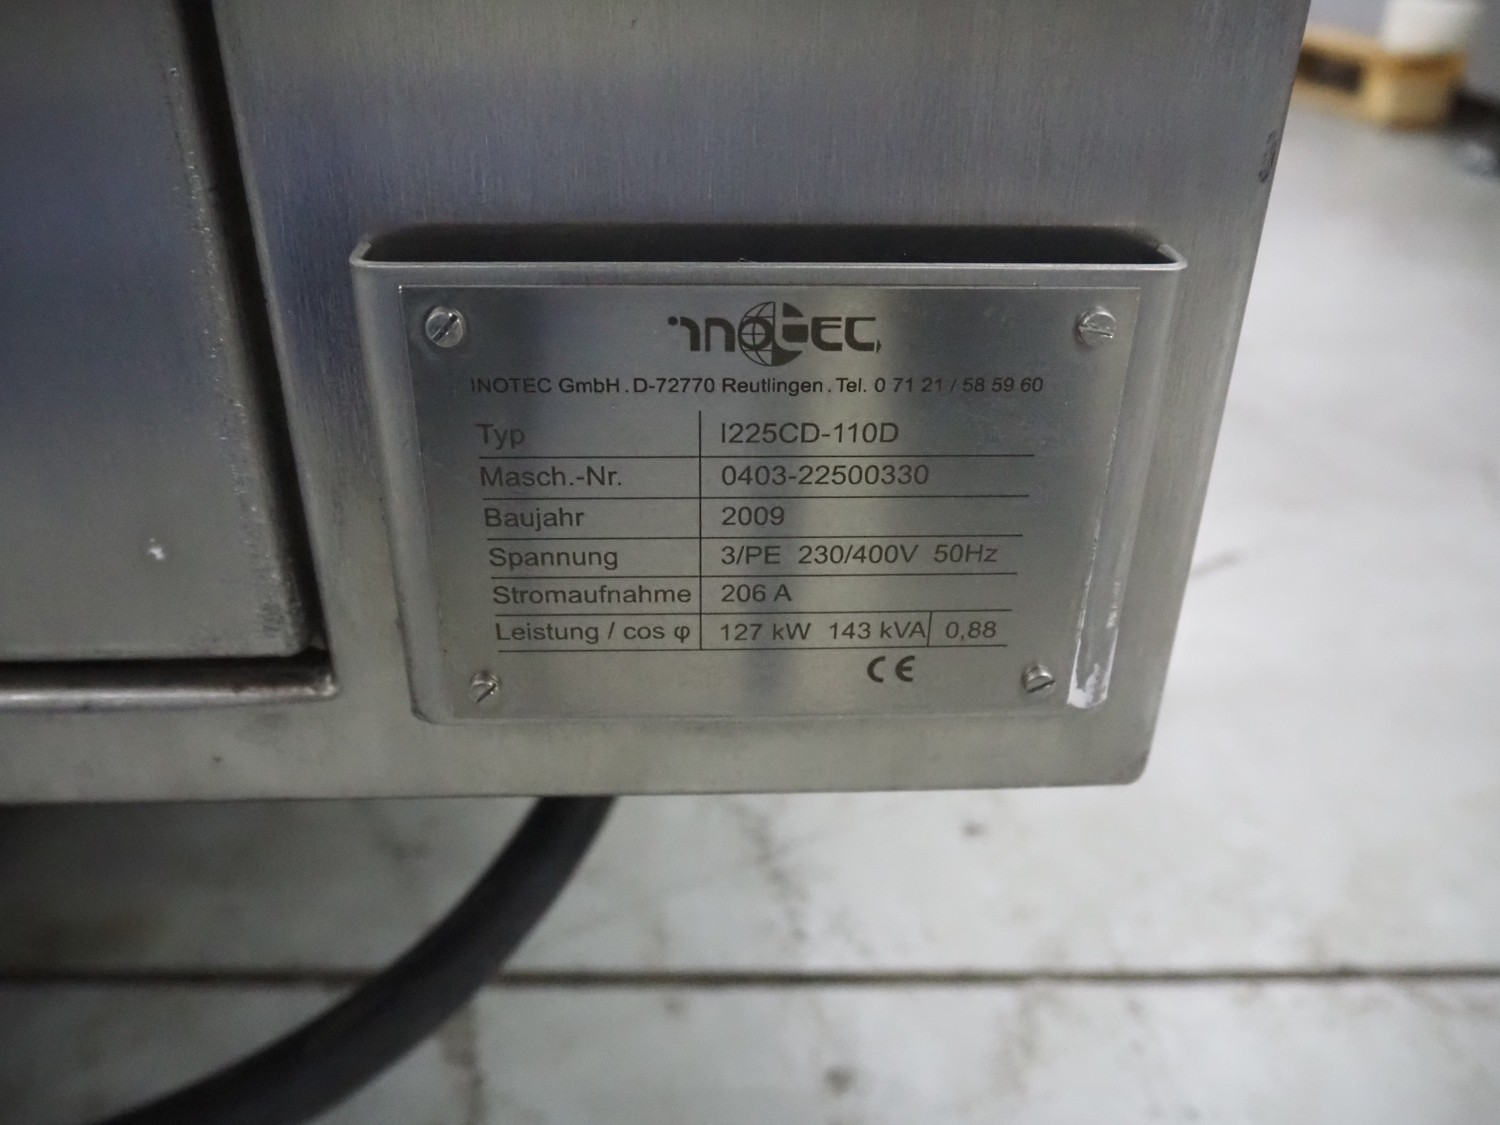 inotec
INOTEC GmbH . D-72770 Reutlingen . Tel. 0 71 21 / 58 59 60
Typ I225CD-110D
Masch.-Nr. 0403-22500330
Baujahr 2009
Spannung 3/PE 230/400V 50Hz
Stromaufnahme 206 A
Leistung / cos φ 127 kW 143 kVA 0,88
CE